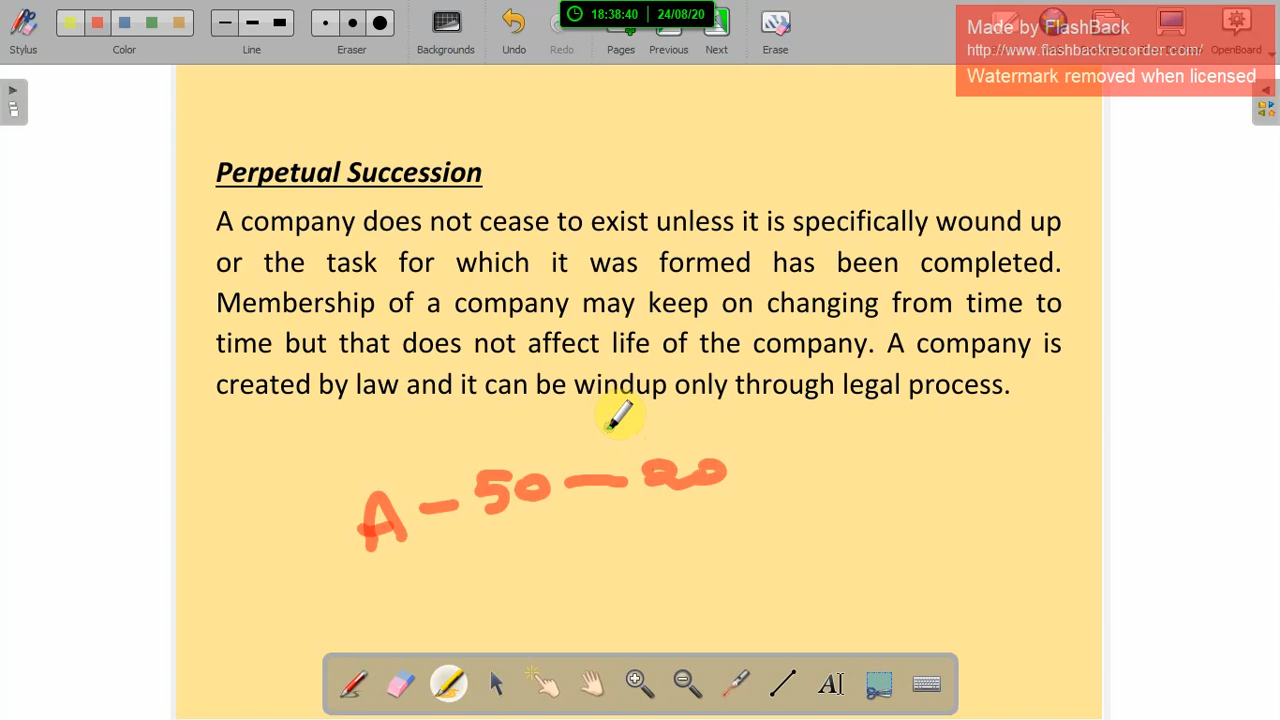 18:38:40 | 24/08/20
Made by FlashBack
http://www.flashbackrecorder.com/
Watermark removed when licensed
Stylus Color Line Eraser Backgrounds Undo Redo Pages Previous Next Erase OpenBoard
Perpetual Succession
A company does not cease to exist unless it is specifically wound up
or the task for which it was formed has been completed.
Membership of a company may keep on changing from time to
time but that does not affect life of the company. A company is
created by law and it can be windup only through legal process.
A - 50 - 20